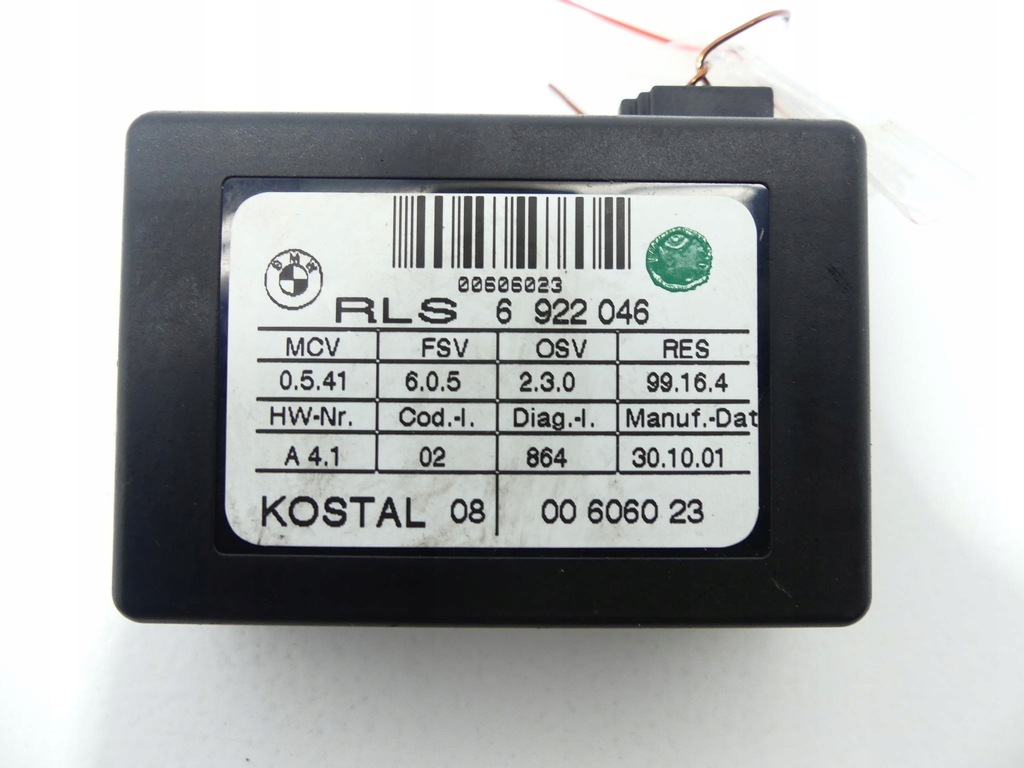 00606023
BMW
RLS 6 922 046
MCV FSV OSV RES
0.5.41 6.0.5 2.3.0 99.16.4
HW-Nr. Cod.-I. Diag.-I. Manuf.-Dat
A 4.1 02 864 30.10.01
KOSTAL 08 00 6060 23